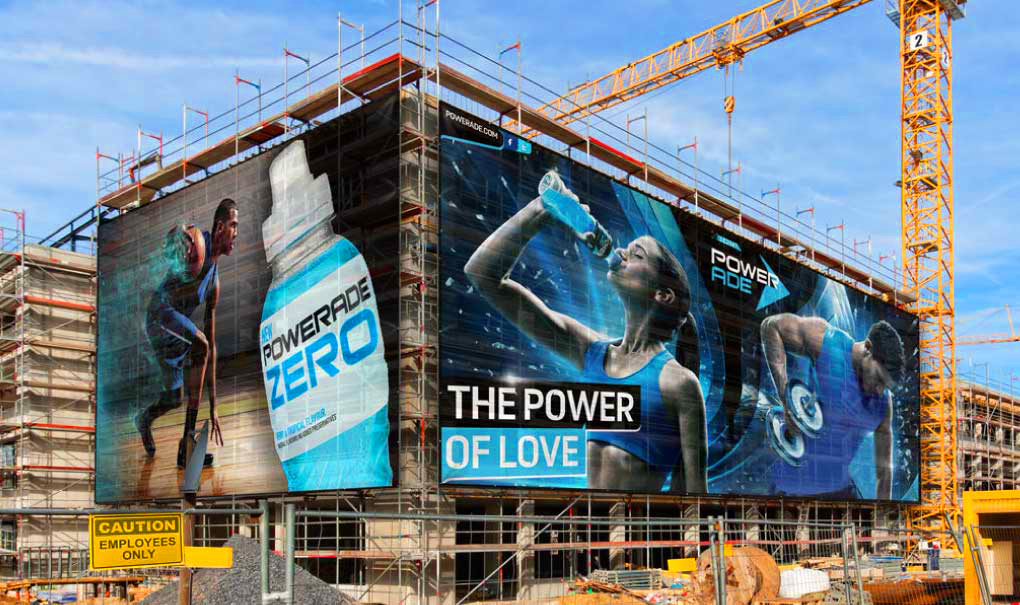 2
POWERADE.COM
f
POWER
ADE
NEW
POWERADE
ZERO
THE POWER
OF LOVE
CAUTION
EMPLOYEES
ONLY